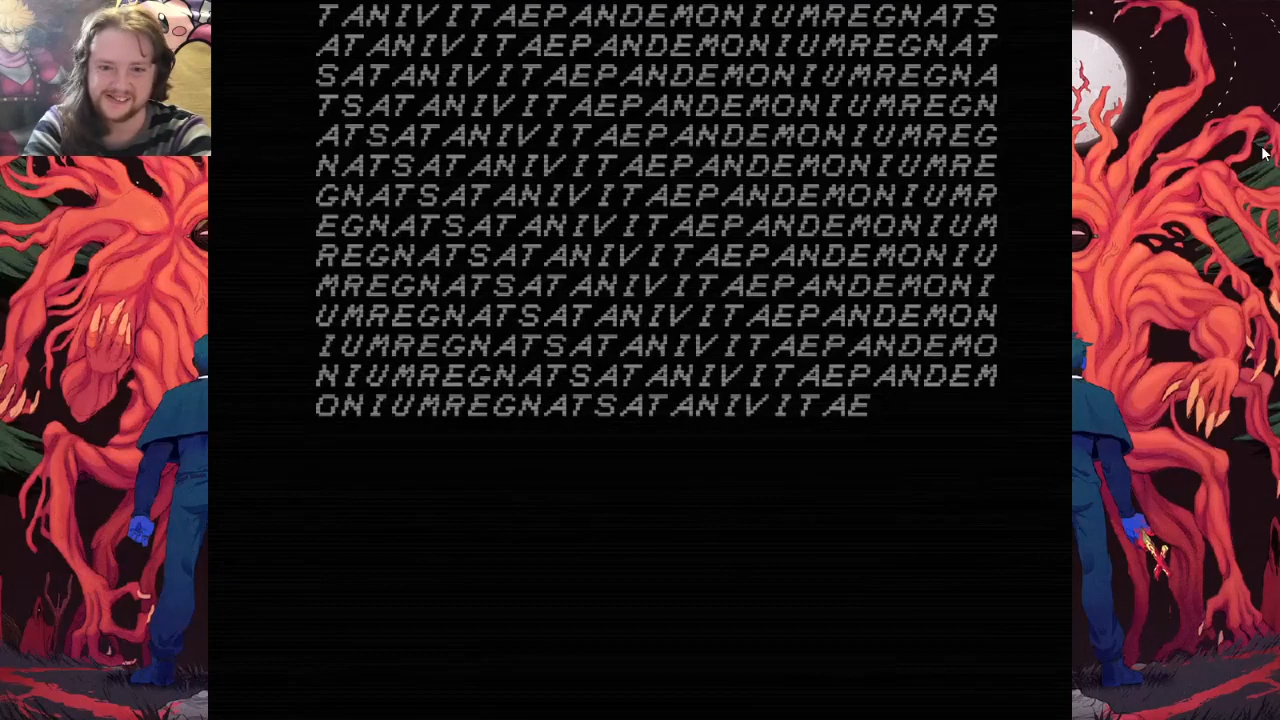 TANIVITAEPANDEMONIUMREGNATS
ATANIVITAEPANDEMONIUMREGNAT
SATANIVITAEPANDEMONIUMREGNA
TSATANIVITAEPANDEMONIUMREGN
ATSATANIVITAEPANDEMONIUMREG
NATSATANIVITAEPANDEMONIUMRE
GNATSATANIVITAEPANDEMONIUMR
EGNATSATANIVITAEPANDEMONIUM
REGNATSATANIVITAEPANDEMONIU
MREGNATSATANIVITAEPANDEMONI
UMREGNATSATANIVITAEPANDEMON
IUMREGNATSATANIVITAEPANDEMO
NIUMREGNATSATANIVITAEPANDEM
ONIUMREGNATSATANIVITAE